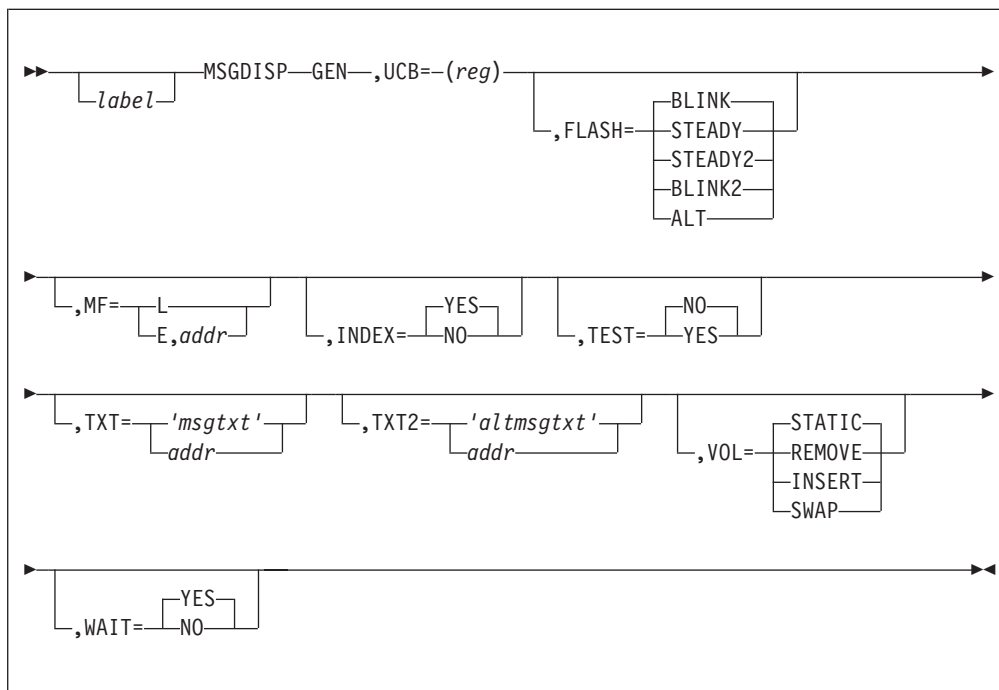 MSGDISP GEN ,UCB= (reg)
label
,FLASH=
BLINK
STEADY
STEADY2
BLINK2
ALT
,MF= L
E,addr
,INDEX= YES
NO
,TEST= NO
YES
,TXT= 'msgtxt'
addr
,TXT2= 'altmsgtxt'
addr
,VOL= STATIC
REMOVE
INSERT
SWAP
,WAIT= YES
NO